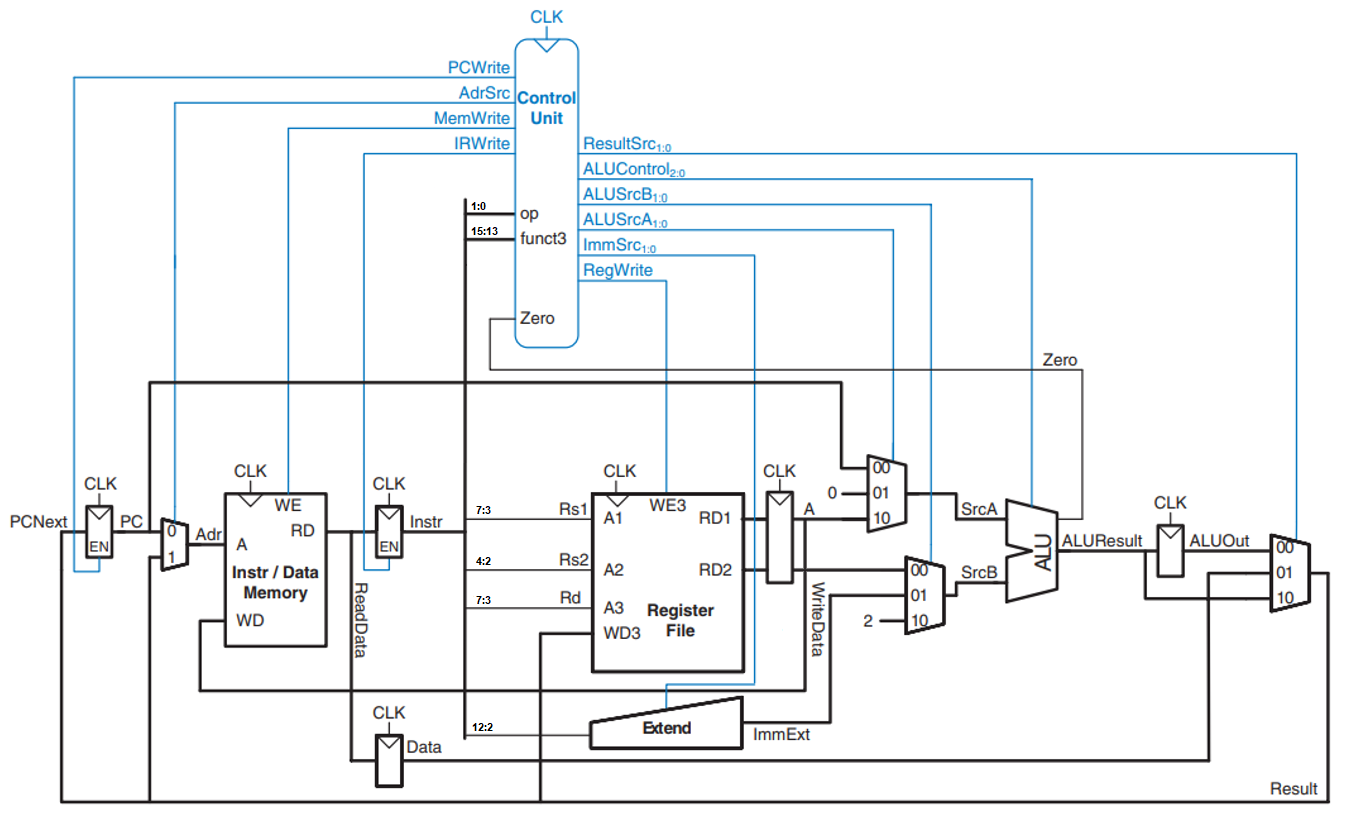 CLK
PCWrite
AdrSrc
MemWrite
IRWrite
Control
Unit
ResultSrc1:0
ALUControl2:0
ALUSrcB1:0
ALUSrcA1:0
ImmSrc1:0
RegWrite
1:0
op
15:13
funct3
Zero
Zero
CLK
PCNext
EN
PC
0
1
Adr
CLK
WE
RD
A
Instr / Data
Memory
WD
CLK
EN
Instr
ReadData
CLK
Data
7:3
Rs1
4:2
Rs2
7:3
Rd
12:2
CLK
WE3
A1
RD1
A2
RD2
A3
WD3
Register
File
Extend
ImmExt
CLK
A
WriteData
0
00
01
10
SrcA
00
01
2
10
SrcB
ALU
ALUResult
CLK
ALUOut
00
01
10
Result